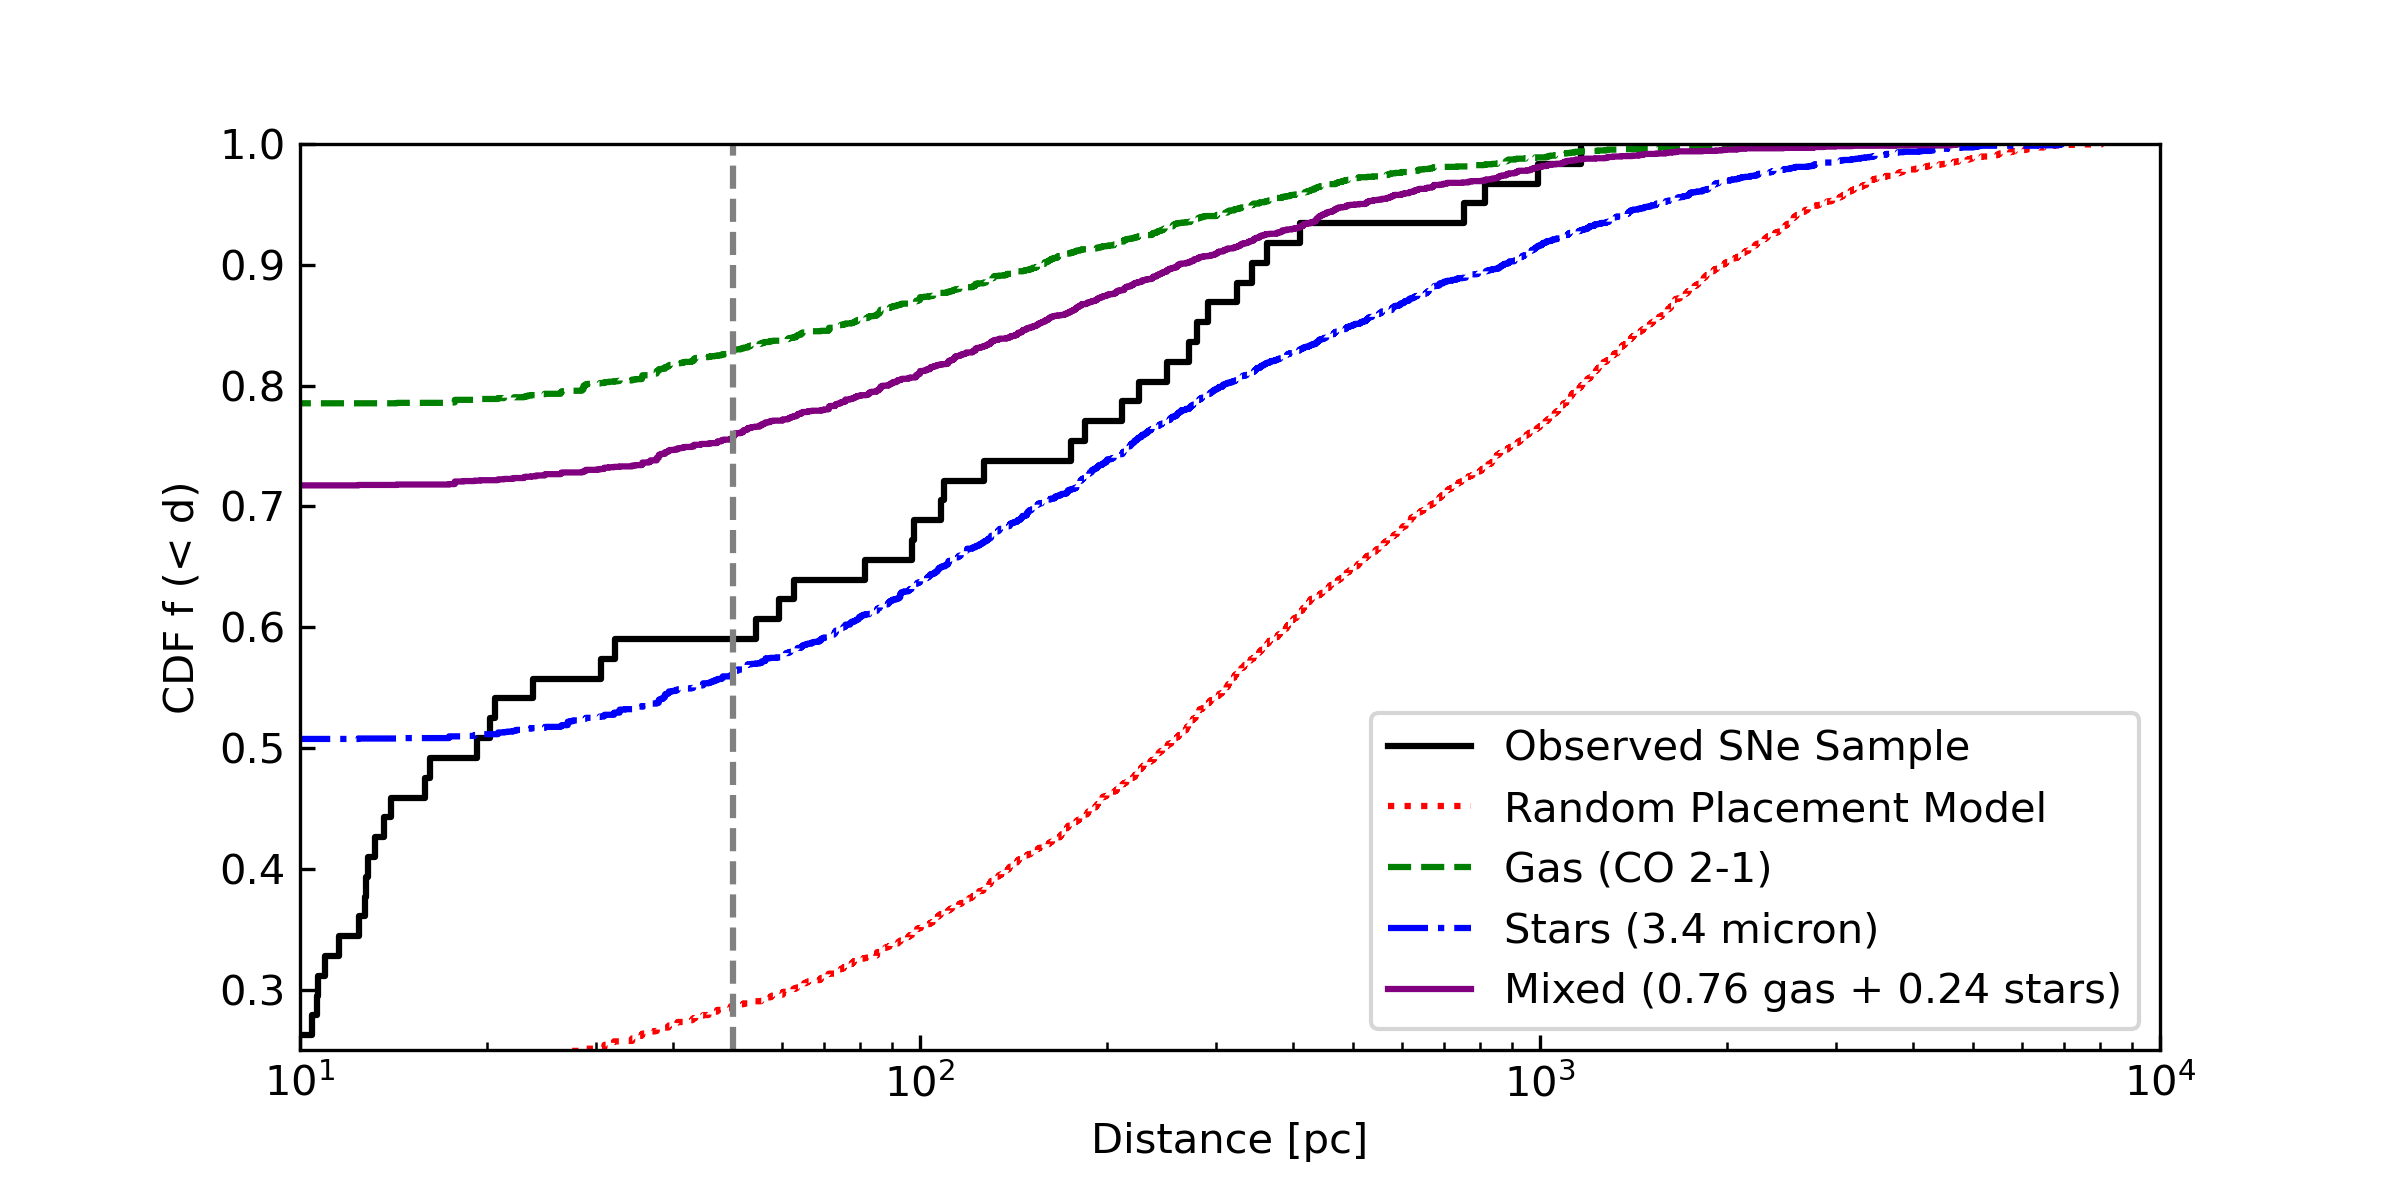 1.0
0.9
0.8
0.7
0.6
0.5
0.4
0.3
CDF f (< d)
Observed SNe Sample
Random Placement Model
Gas (CO 2-1)
Stars (3.4 micron)
Mixed (0.76 gas + 0.24 stars)
10¹ 10² 10³ 10⁴
Distance [pc]